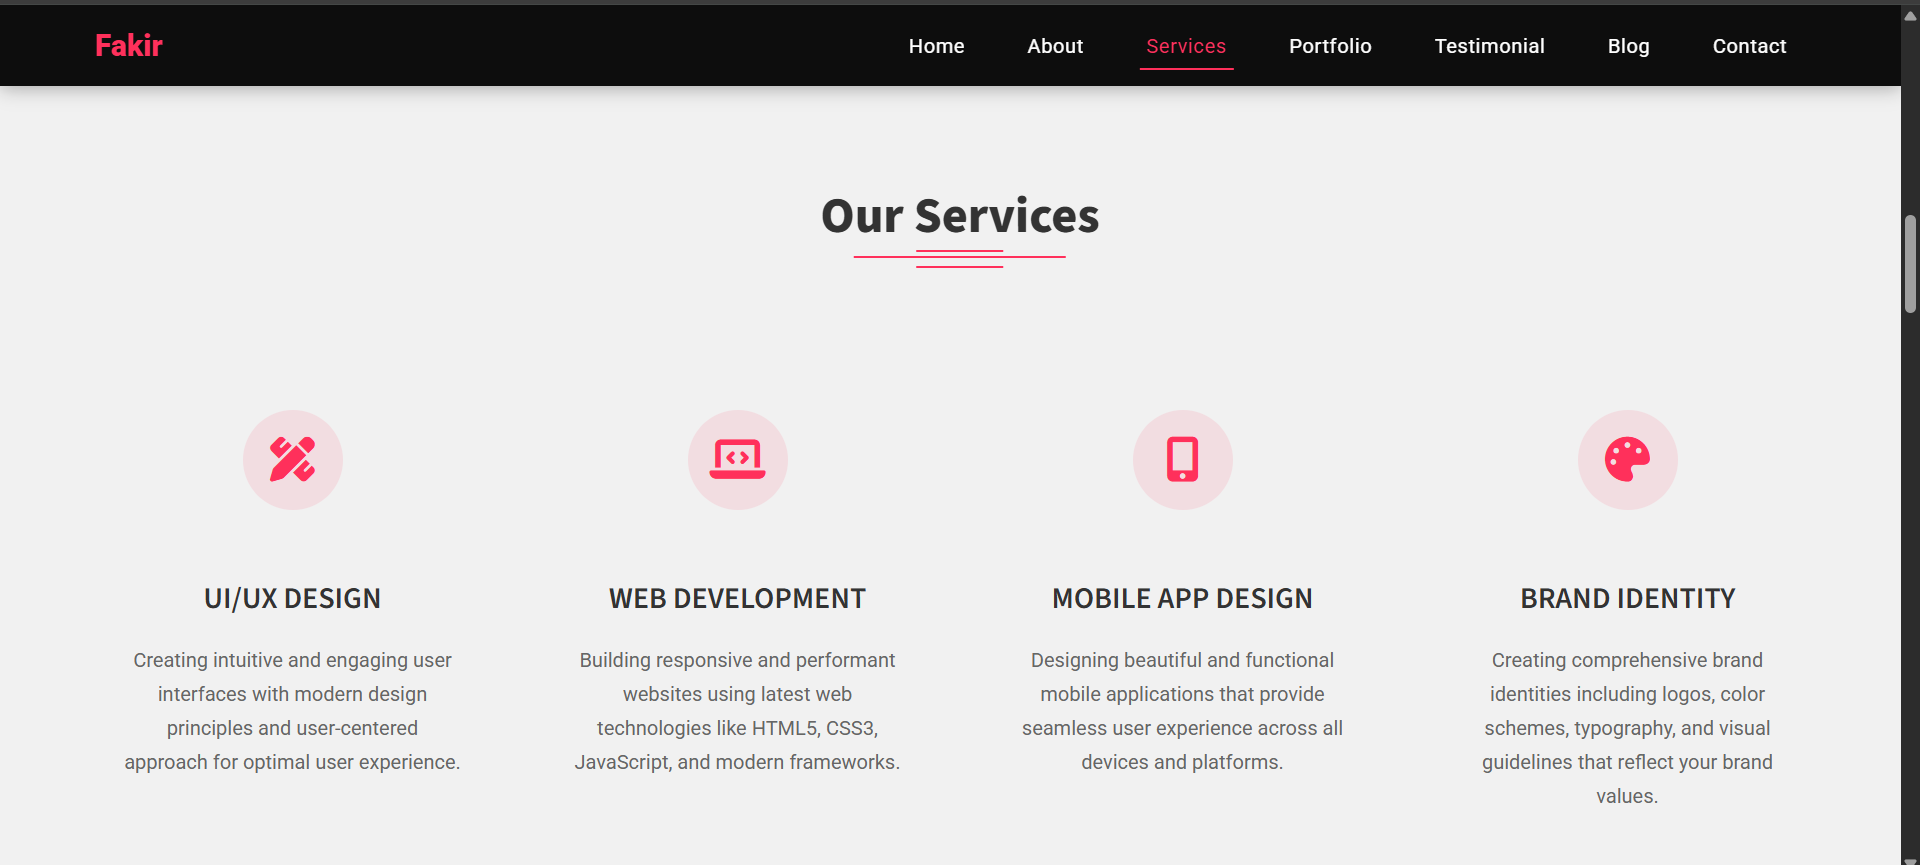 Fakir
Home About Services Portfolio Testimonial Blog Contact
Our Services
UI/UX DESIGN
Creating intuitive and engaging user
interfaces with modern design
principles and user-centered
approach for optimal user experience.
WEB DEVELOPMENT
Building responsive and performant
websites using latest web
technologies like HTML5, CSS3,
JavaScript, and modern frameworks.
MOBILE APP DESIGN
Designing beautiful and functional
mobile applications that provide
seamless user experience across all
devices and platforms.
BRAND IDENTITY
Creating comprehensive brand
identities including logos, color
schemes, typography, and visual
guidelines that reflect your brand
values.